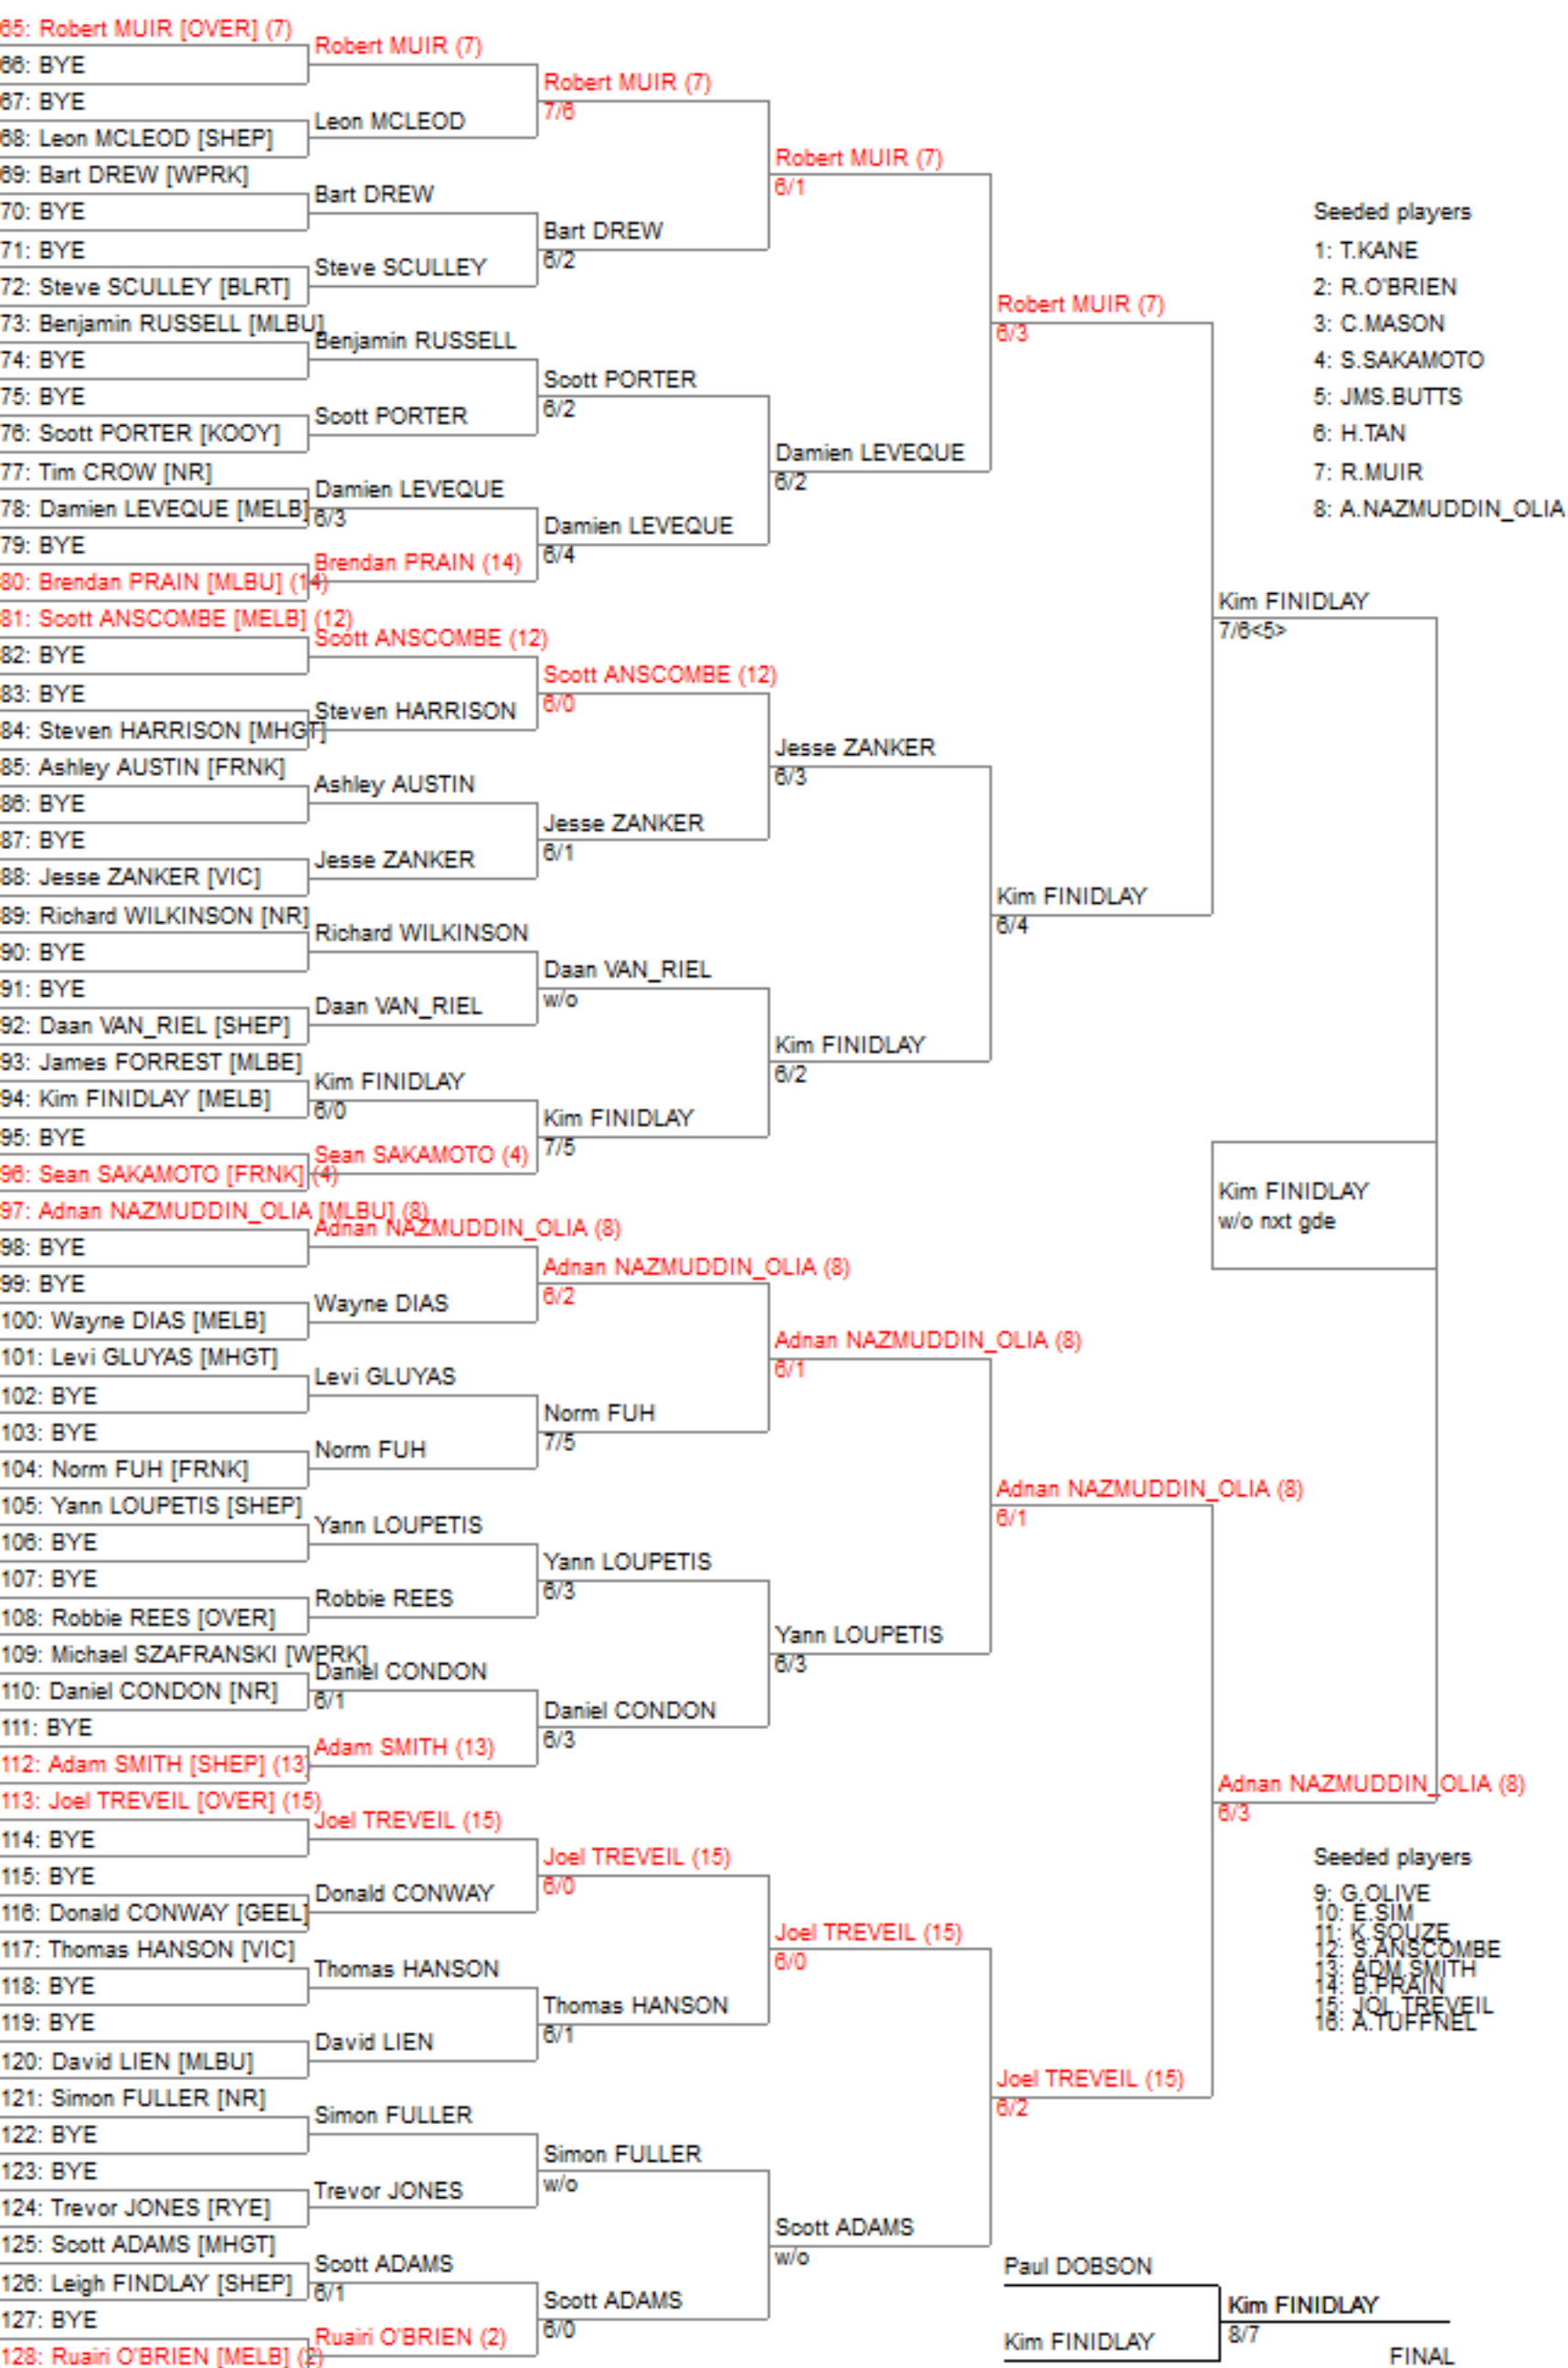 65: Robert MUIR [OVER] (7)
66: BYE
67: BYE
68: Leon MCLEOD [SHEP]
69: Bart DREW [WPRK]
70: BYE
71: BYE
72: Steve SCULLEY [BLRT]
73: Benjamin RUSSELL [MLBU]
74: BYE
75: BYE
76: Scott PORTER [KOOY]
77: Tim CROW [NR]
78: Damien LEVEQUE [MELB]
79: BYE
80: Brendan PRAIN [MLBU] (14)
81: Scott ANSCOMBE [MELB] (12)
82: BYE
83: BYE
84: Steven HARRISON [MHGT]
85: Ashley AUSTIN [FRNK]
86: BYE
87: BYE
88: Jesse ZANKER [VIC]
89: Richard WILKINSON [NR]
90: BYE
91: BYE
92: Daan VAN_RIEL [SHEP]
93: James FORREST [MLBE]
94: Kim FINIDLAY [MELB]
95: BYE
96: Sean SAKAMOTO [FRNK] (4)
97: Adnan NAZMUDDIN_OLIA [MLBU] (8)
98: BYE
99: BYE
100: Wayne DIAS [MELB]
101: Levi GLUYAS [MHGT]
102: BYE
103: BYE
104: Norm FUH [FRNK]
105: Yann LOUPETIS [SHEP]
106: BYE
107: BYE
108: Robbie REES [OVER]
109: Michael SZAFRANSKI [WPRK]
110: Daniel CONDON [NR]
111: BYE
112: Adam SMITH [SHEP] (13)
113: Joel TREVEIL [OVER] (15)
114: BYE
115: BYE
116: Donald CONWAY [GEEL]
117: Thomas HANSON [VIC]
118: BYE
119: BYE
120: David LIEN [MLBU]
121: Simon FULLER [NR]
122: BYE
123: BYE
124: Trevor JONES [RYE]
125: Scott ADAMS [MHGT]
126: Leigh FINDLAY [SHEP]
127: BYE
128: Ruairi O'BRIEN [MELB] (2)
Robert MUIR (7)
Leon MCLEOD
Bart DREW
Steve SCULLEY
Benjamin RUSSELL
Scott PORTER
Damien LEVEQUE
6/3
Brendan PRAIN (14)
Scott ANSCOMBE (12)
Steven HARRISON
Ashley AUSTIN
Jesse ZANKER
Richard WILKINSON
Daan VAN_RIEL
Kim FINIDLAY
6/0
Sean SAKAMOTO (4)
Adnan NAZMUDDIN_OLIA (8)
Wayne DIAS
Levi GLUYAS
Norm FUH
Yann LOUPETIS
Robbie REES
Daniel CONDON
6/1
Adam SMITH (13)
Joel TREVEIL (15)
Donald CONWAY
Thomas HANSON
David LIEN
Simon FULLER
Trevor JONES
Scott ADAMS
6/1
Ruairi O'BRIEN (2)
Robert MUIR (7)
7/6
Bart DREW
6/2
Scott PORTER
6/2
Damien LEVEQUE
6/4
Scott ANSCOMBE (12)
6/0
Jesse ZANKER
6/1
Daan VAN_RIEL
w/o
Kim FINIDLAY
7/5
Adnan NAZMUDDIN_OLIA (8)
6/2
Norm FUH
7/5
Yann LOUPETIS
6/3
Daniel CONDON
6/3
Joel TREVEIL (15)
6/0
Thomas HANSON
6/1
Simon FULLER
w/o
Scott ADAMS
6/0
Robert MUIR (7)
6/1
Damien LEVEQUE
6/2
Jesse ZANKER
6/3
Kim FINIDLAY
6/2
Adnan NAZMUDDIN_OLIA (8)
6/1
Yann LOUPETIS
6/3
Joel TREVEIL (15)
6/0
Scott ADAMS
w/o
Robert MUIR (7)
6/3
Kim FINIDLAY
6/4
Adnan NAZMUDDIN_OLIA (8)
6/1
Joel TREVEIL (15)
6/2
Kim FINIDLAY
7/6<5>
Adnan NAZMUDDIN_OLIA (8)
6/3
Kim FINIDLAY
w/o nxt gde
Seeded players
1: T.KANE
2: R.O'BRIEN
3: C.MASON
4: S.SAKAMOTO
5: JMS.BUTTS
6: H.TAN
7: R.MUIR
8: A.NAZMUDDIN_OLIA
Seeded players
9: G.OLIVE
10: E.SIM
11: K.SOUZE
12: S.ANSCOMBE
13: ADM.SMITH
14: B.PRAIN
15: JOL.TREVEIL
16: A.TUFFNEL
Paul DOBSON
Kim FINIDLAY
Kim FINIDLAY
8/7
FINAL